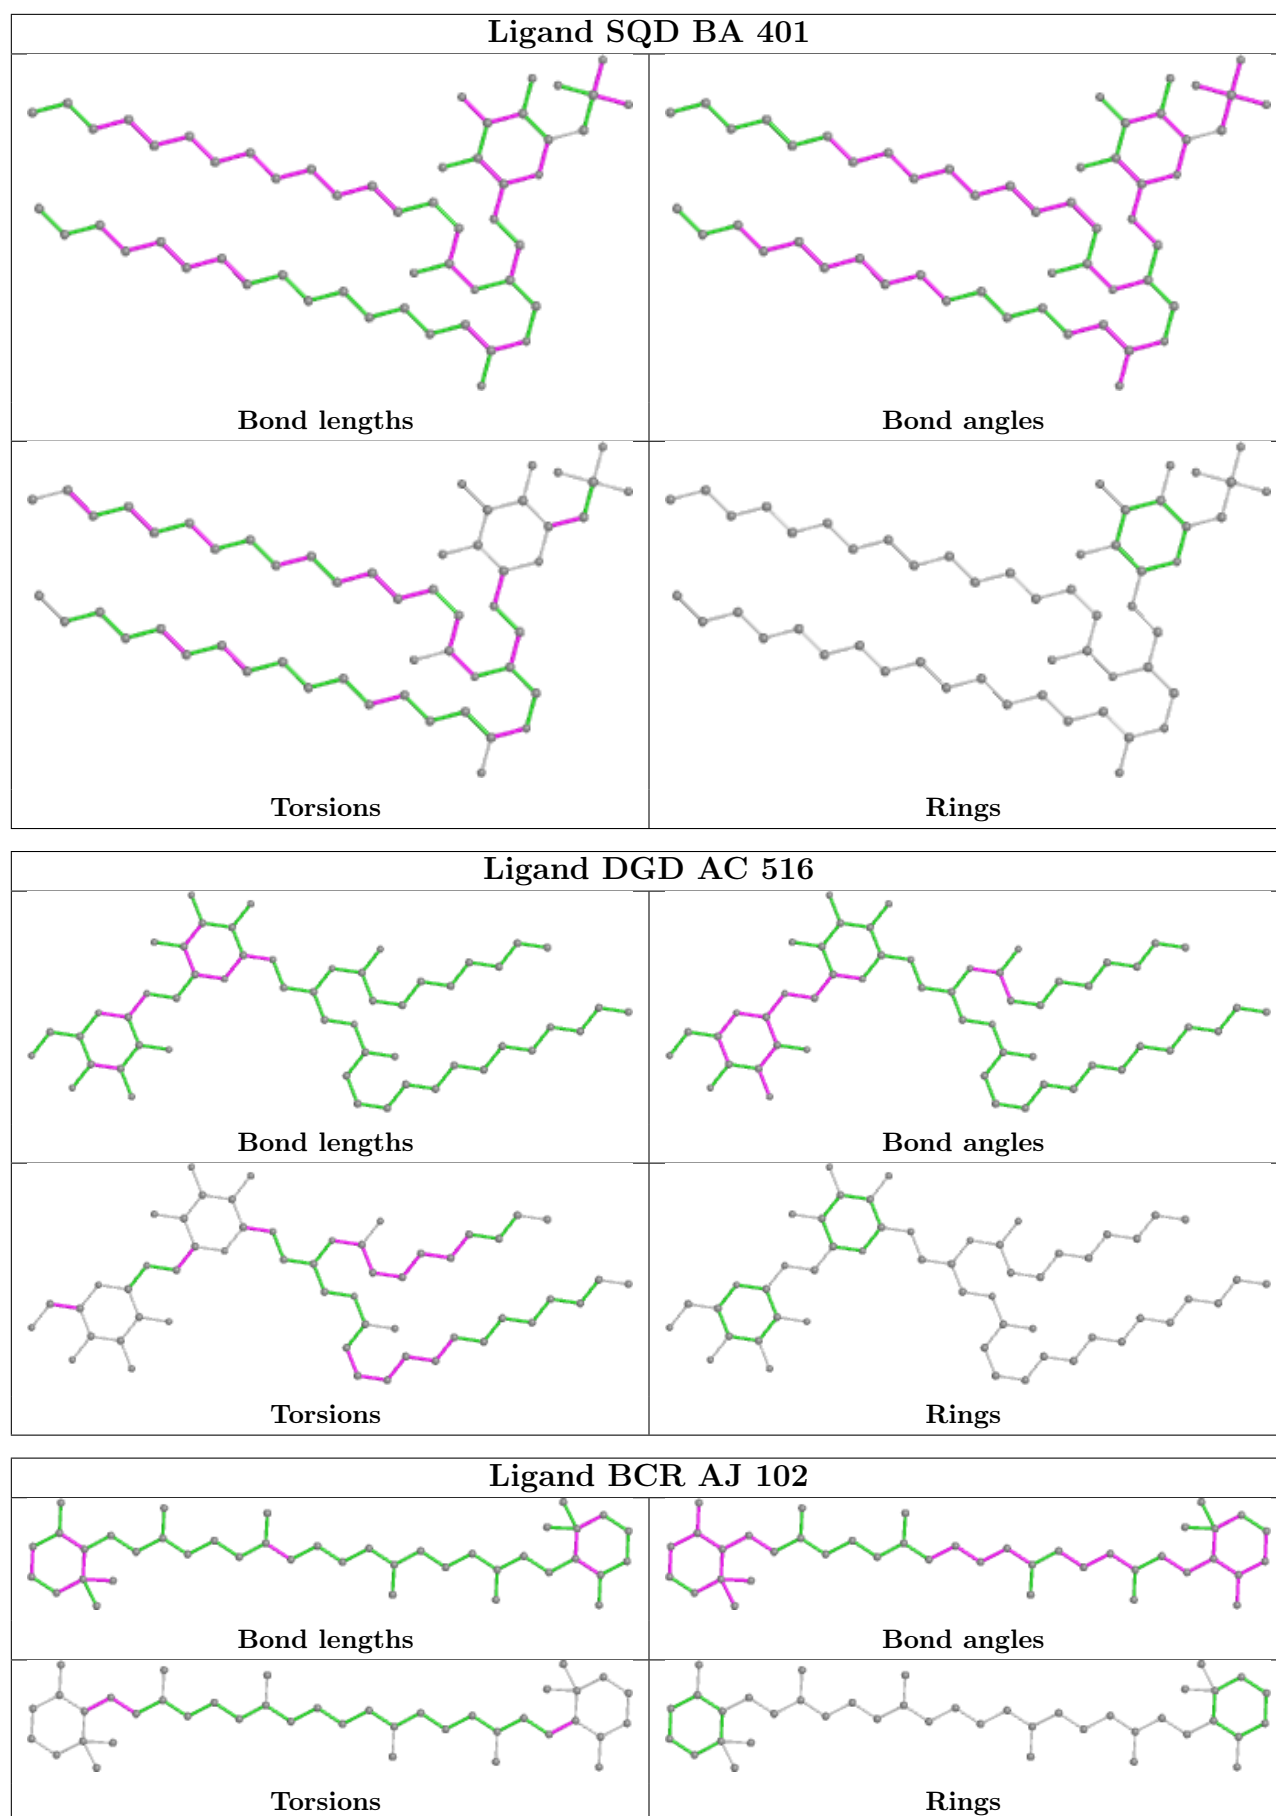 Ligand SQD BA 401
Bond lengths
Bond angles
Torsions
Rings
Ligand DGD AC 516
Bond lengths
Bond angles
Torsions
Rings
Ligand BCR AJ 102
Bond lengths
Bond angles
Torsions
Rings